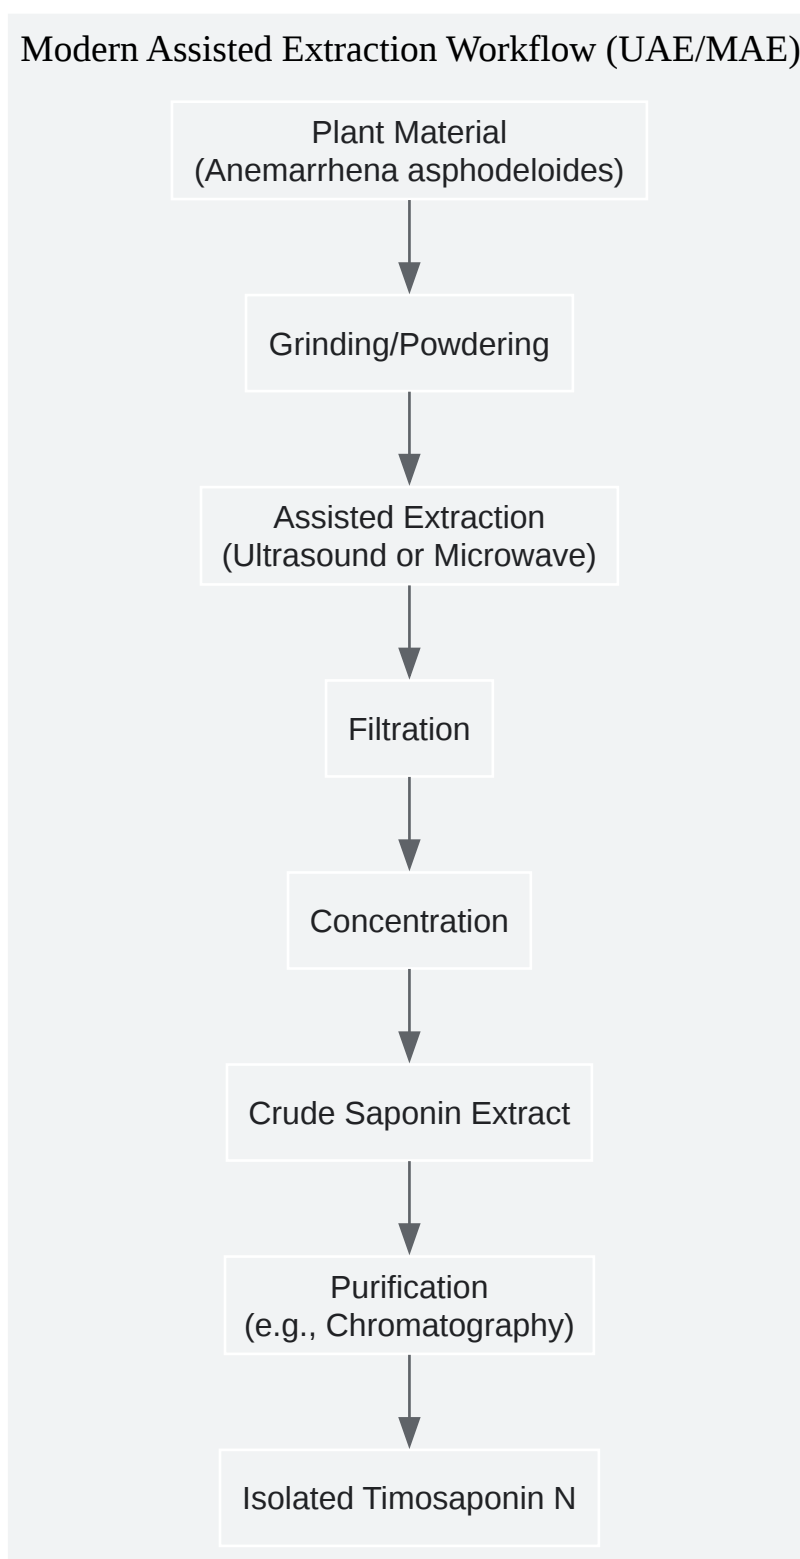 Modern Assisted Extraction Workflow (UAE/MAE)
Plant Material
(Anemarrhena asphodeloides)
Grinding/Powdering
Assisted Extraction
(Ultrasound or Microwave)
Filtration
Concentration
Crude Saponin Extract
Purification
(e.g., Chromatography)
Isolated Timosaponin N